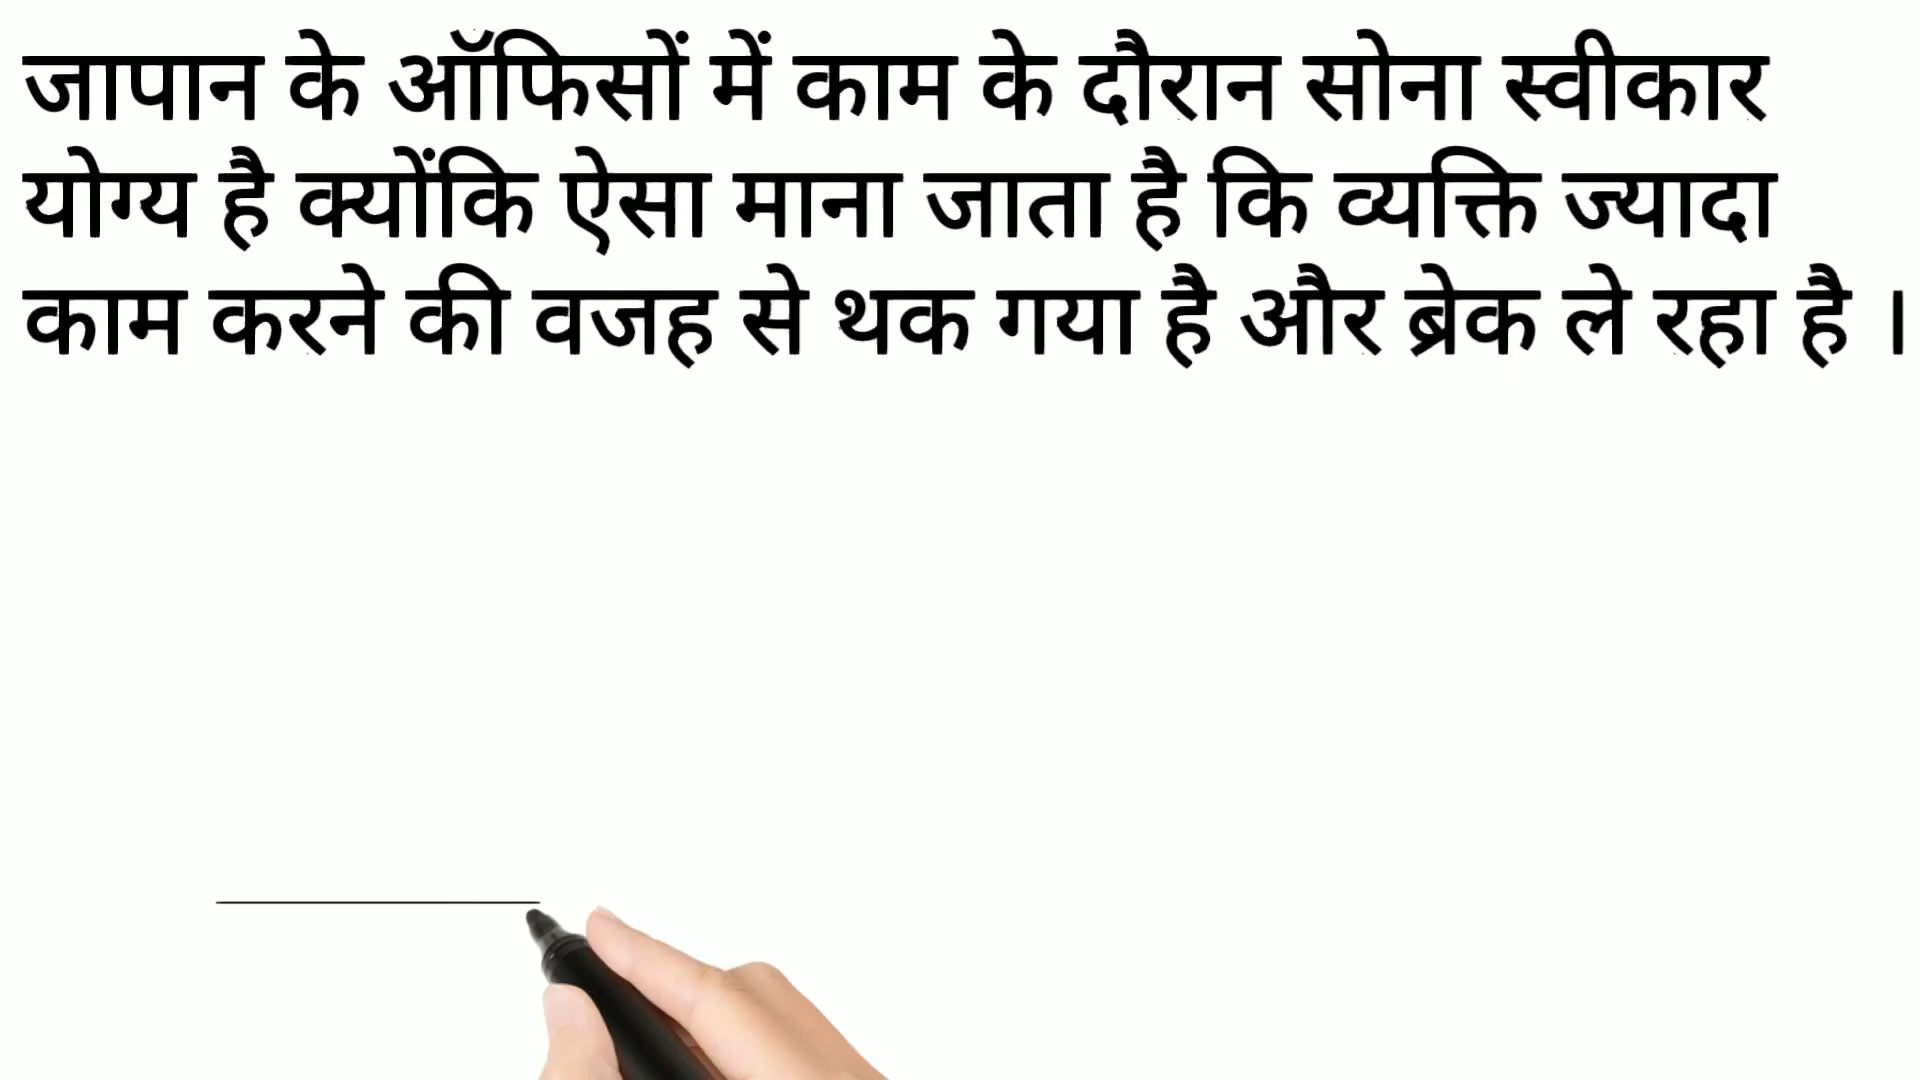 जापान के ऑफिसों में काम के दौरान सोना स्वीकार
योग्य है क्योंकि ऐसा माना जाता है कि व्यक्ति ज्यादा
काम करने की वजह से थक गया है और ब्रेक ले रहा है ।